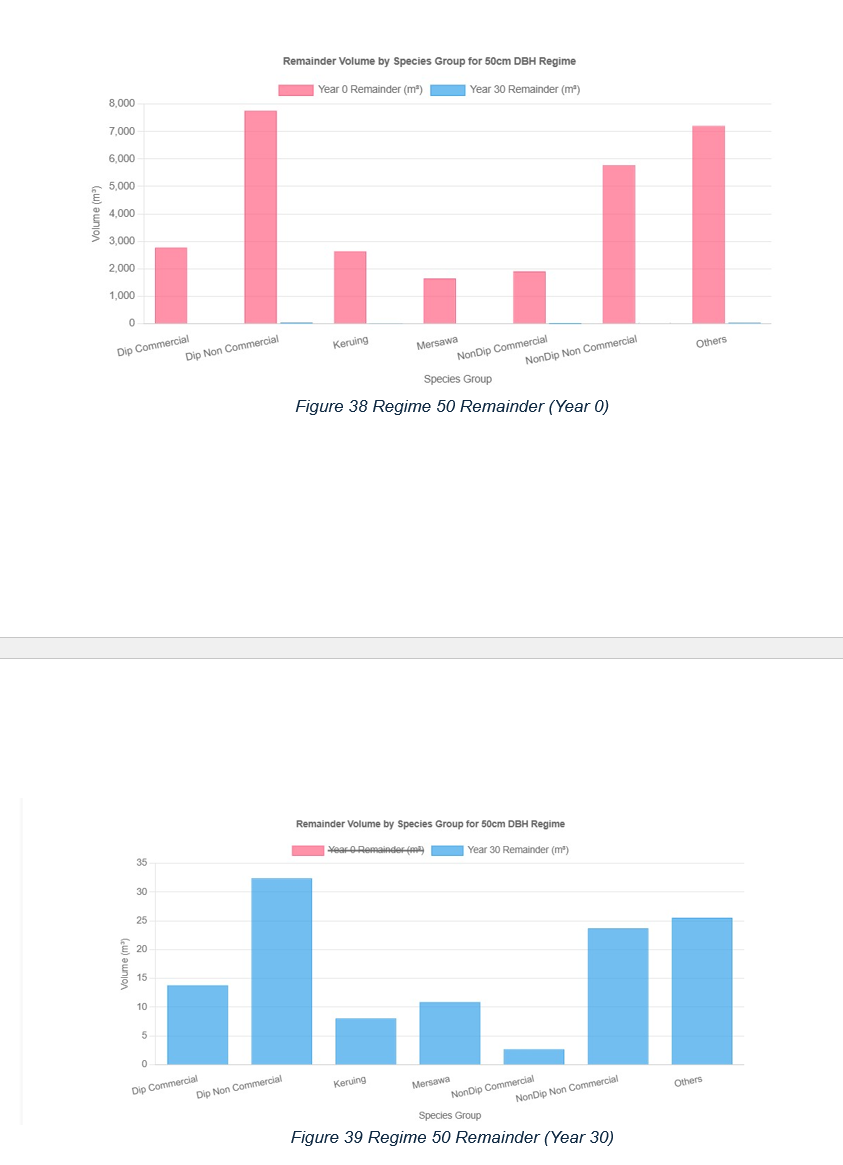 Remainder Volume by Species Group for 50cm DBH Regime
Year 0 Remainder (m³) Year 30 Remainder (m³)
8,000
7,000
6,000
5,000
4,000
3,000
2,000
1,000
0
Volume (m³)
Dip Commercial Dip Non Commercial Keruing Mersawa NonDip Commercial NonDip Non Commercial Others
Species Group
Figure 38 Regime 50 Remainder (Year 0)
Remainder Volume by Species Group for 50cm DBH Regime
Year 0 Remainder (m³) Year 30 Remainder (m³)
35
30
25
20
15
10
5
0
Volume (m³)
Dip Commercial Dip Non Commercial Keruing Mersawa NonDip Commercial NonDip Non Commercial Others
Species Group
Figure 39 Regime 50 Remainder (Year 30)